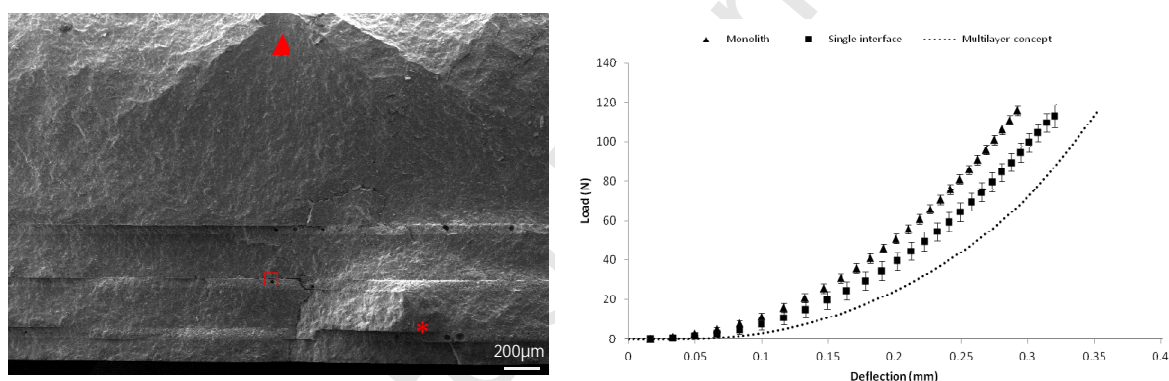 200µm
Monolith Single interface Multilayer concept
140
120
100
80
60
40
20
0
Load (N)
0 0.05 0.1 0.15 0.2 0.25 0.3 0.35 0.4
Deflection (mm)